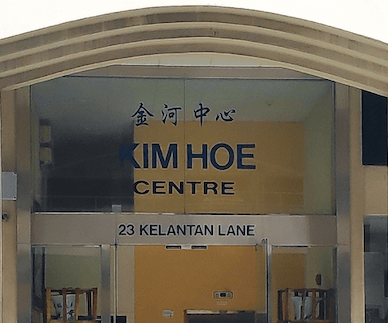 金河中心
KIM HOE
CENTRE
23 KELANTAN LANE